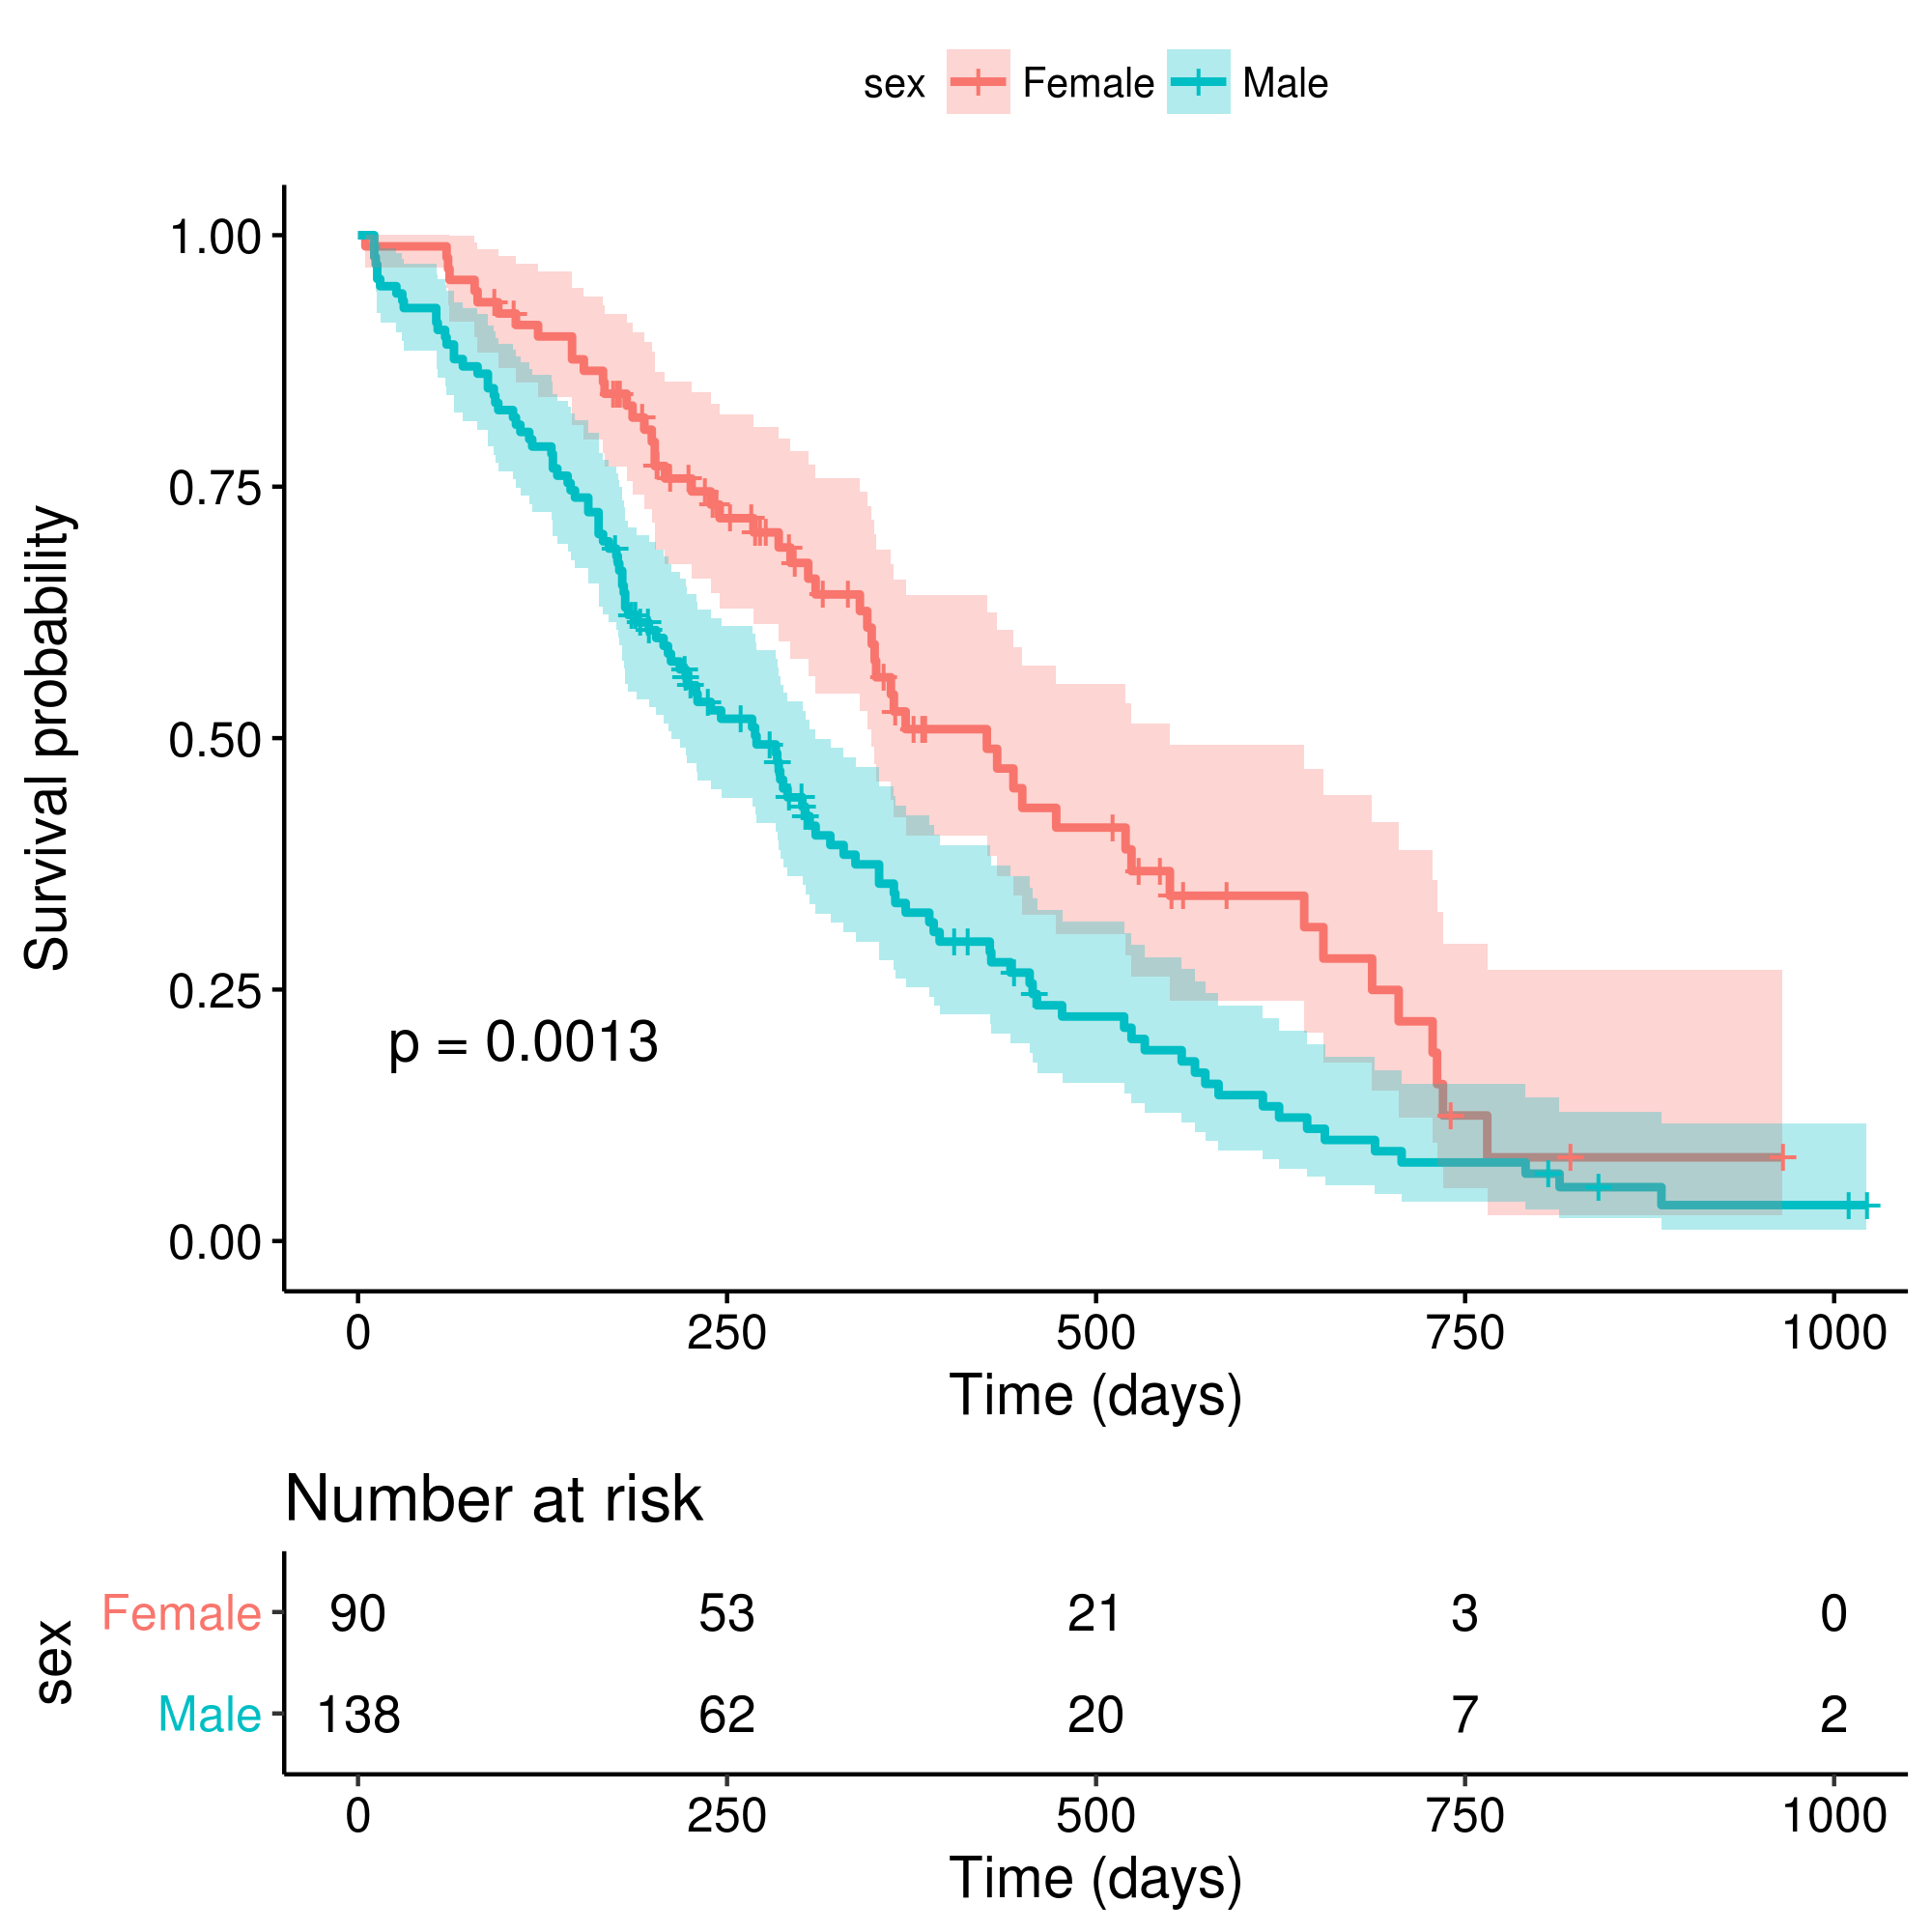 sex Female Male
1.00
0.75
0.50
0.25
0.00
Survival probability
p = 0.0013
0 250 500 750 1000
Time (days)
Number at risk
sex
Female 90 53 21 3 0
Male 138 62 20 7 2
0 250 500 750 1000
Time (days)